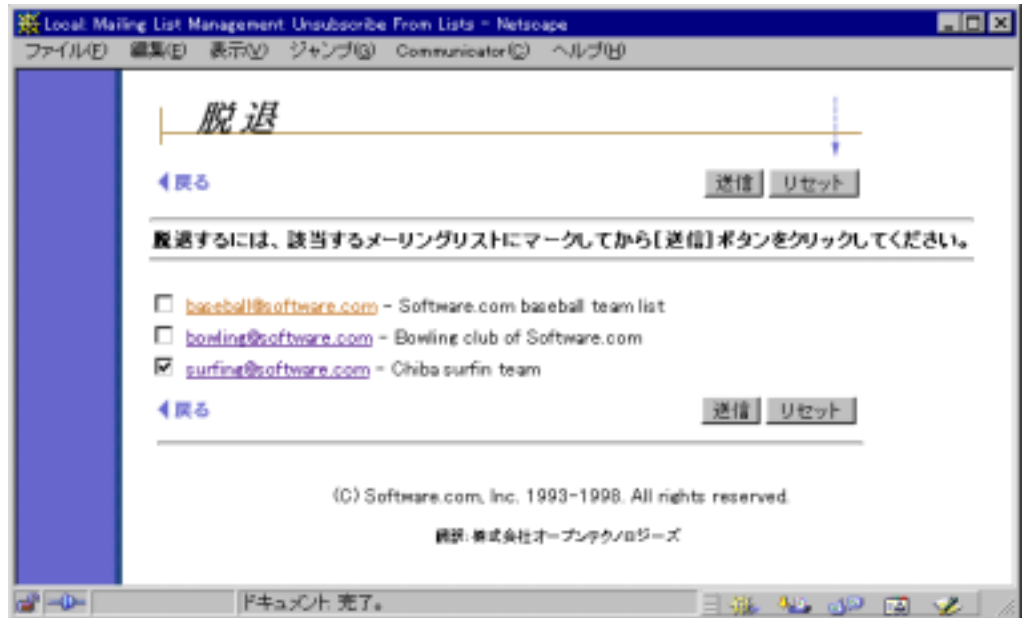 Local: Mailing List Management: Unsubscribe From Lists - Netscape
ファイル(F) 編集(E) 表示(V) ジャンプ(G) Communicator(C) ヘルプ(H)
脱退
戻る 送信 リセット
脱退するには、該当するメーリングリストにマークしてから[送信]ボタンをクリックしてください。
baseball@software.com - Software.com baseball team list
bowling@software.com - Bowling club of Software.com
surfing@software.com - Chiba surfin team
戻る 送信 リセット
(C) Software.com, Inc. 1993-1998. All rights reserved.
翻訳: 株式会社オープンテクノロジーズ
ドキュメント: 完了。